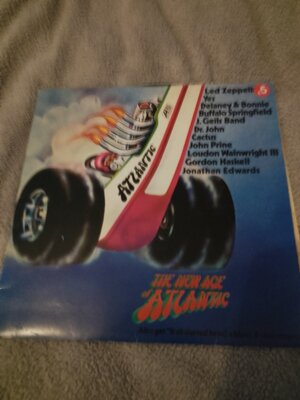 Led Zeppelin
Yes
Delaney & Bonnie
Buffalo Springfield
J. Geils Band
Dr. John
Cactus
John Prine
Loudon Wainwright III
Gordon Haskell
Jonathan Edwards
ATLANTIC
THE NEW AGE
of ATLANTIC